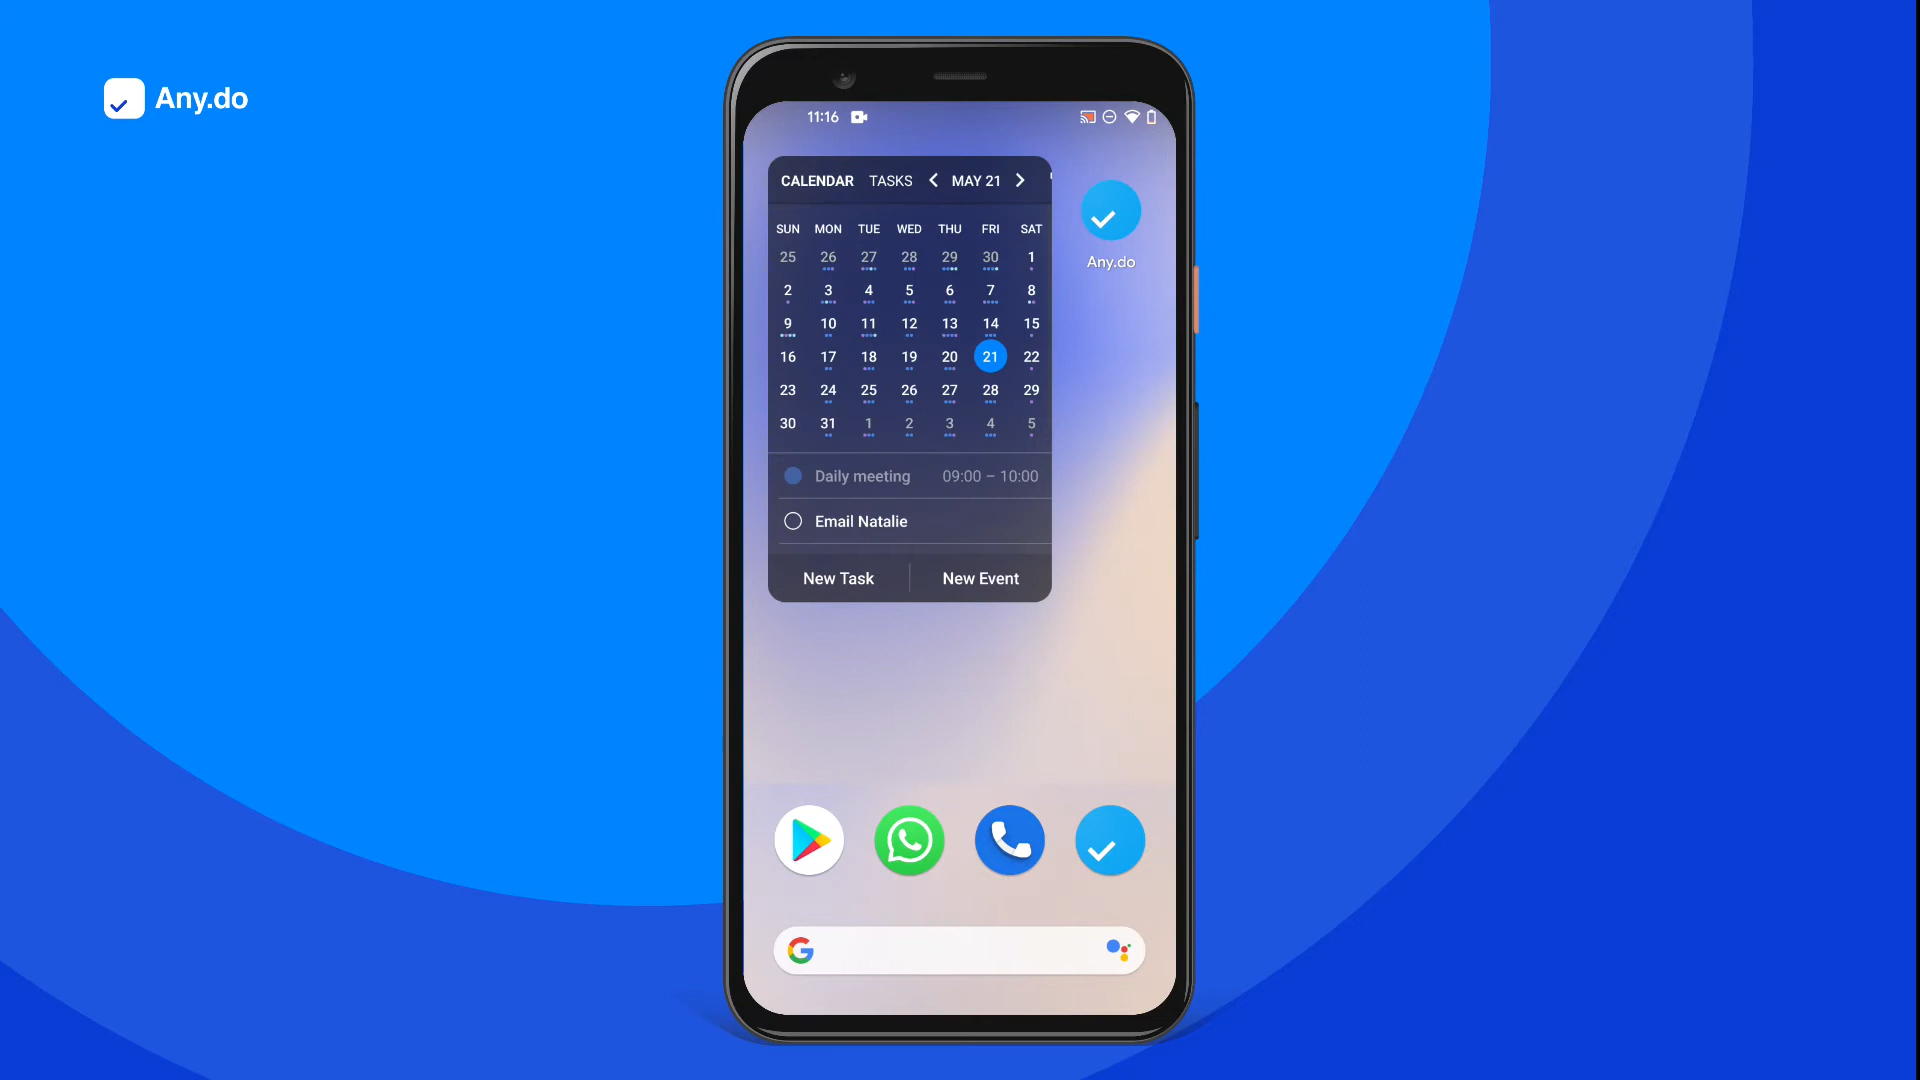 Any.do
11:16
CALENDAR TASKS MAY 21
SUN MON TUE WED THU FRI SAT
25 26 27 28 29 30 1
2 3 4 5 6 7 8
9 10 11 12 13 14 15
16 17 18 19 20 21 22
23 24 25 26 27 28 29
30 31 1 2 3 4 5
Daily meeting 09:00 – 10:00
Email Natalie
New Task New Event
Any.do